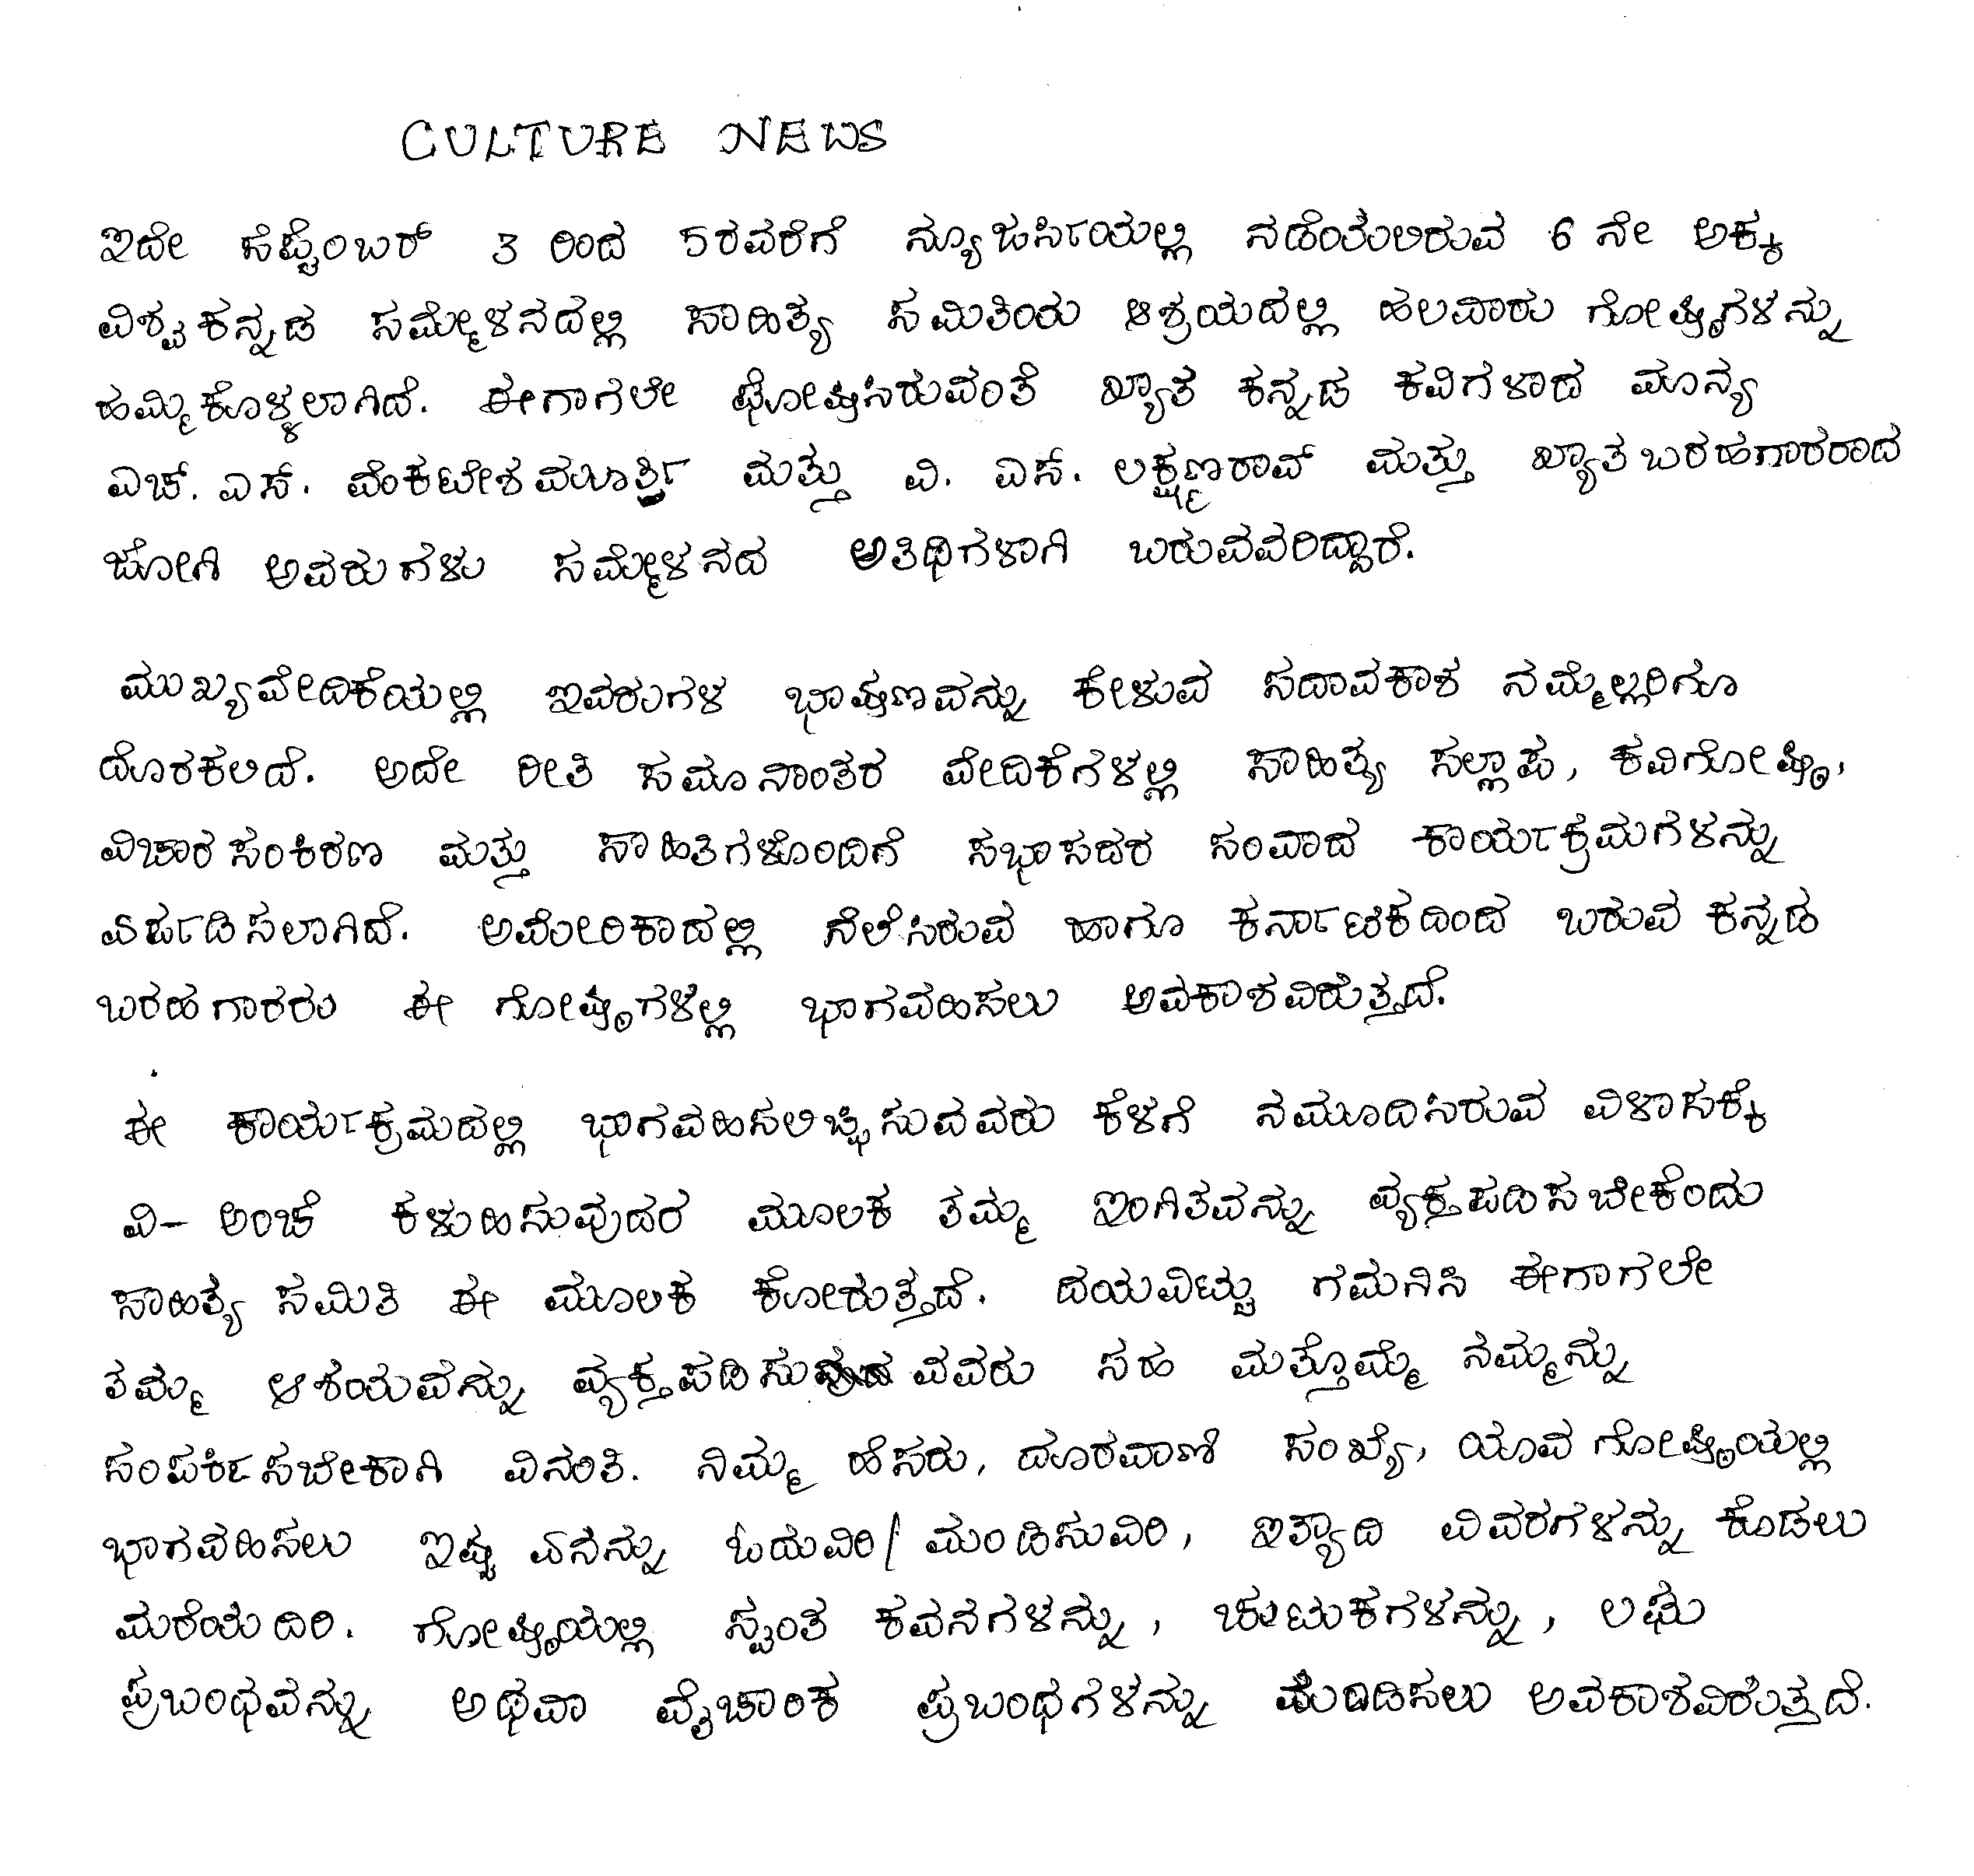 CULTURE NEWS
ಇದೇ ಸೆಪ್ಟೆಂಬರ್ 3 ರಿಂದ 5ರವರೆಗೆ ನ್ಯೂಜರ್ಸಿಯಲ್ಲಿ ನಡೆಯಲಿರುವ 6 ನೇ ಅಕ್ಕ
ವಿಶ್ವಕನ್ನಡ ಸಮ್ಮೇಳನದಲ್ಲಿ ಸಾಹಿತ್ಯ ಸಮಿತಿಯ ಆಶ್ರಯದಲ್ಲಿ ಹಲವಾರು ಗೋಷ್ಠಿಗಳನ್ನು
ಹಮ್ಮಿಕೊಳ್ಳಲಾಗಿದೆ. ಈಗಾಗಲೇ ಘೋಷಿಸಿರುವಂತೆ ಖ್ಯಾತ ಕನ್ನಡ ಕವಿಗಳಾದ ಮಾನ್ಯ
ಎಚ್. ಎಸ್. ವೆಂಕಟೇಶಮೂರ್ತಿ ಮತ್ತು ಬಿ. ಎಸ್. ಲಕ್ಷ್ಮಣರಾವ್ ಮತ್ತು ಖ್ಯಾತ ಬರಹಗಾರರಾದ
ಜೋಗಿ ಅವರುಗಳು ಸಮ್ಮೇಳನದ ಅತಿಥಿಗಳಾಗಿ ಬರುವವರಿದ್ದಾರೆ.
ಮುಖ್ಯವೇದಿಕೆಯಲ್ಲಿ ಇವರುಗಳ ಭಾಷಣವನ್ನು ಕೇಳುವ ಸದಾವಕಾಶ ನಮ್ಮೆಲ್ಲರಿಗೂ
ದೊರಕಲಿದೆ. ಅದೇ ರೀತಿ ಸಮಾನಾಂತರ ವೇದಿಕೆಗಳಲ್ಲಿ ಸಾಹಿತ್ಯ ಸಲ್ಲಾಪ, ಕವಿಗೋಷ್ಠಿ,
ವಿಚಾರ ಸಂಕಿರಣ ಮತ್ತು ಸಾಹಿತಿಗಳೊಂದಿಗೆ ಸಭಾಸದರ ಸಂವಾದ ಕಾರ್ಯಕ್ರಮಗಳನ್ನು
ಏರ್ಪಡಿಸಲಾಗಿದೆ. ಅಮೇರಿಕಾದಲ್ಲಿ ನೆಲೆಸಿರುವ ಹಾಗೂ ಕರ್ನಾಟಕದಿಂದ ಬರುವ ಕನ್ನಡ
ಬರಹಗಾರರು ಈ ಗೋಷ್ಠಿಗಳಲ್ಲಿ ಭಾಗವಹಿಸಲು ಅವಕಾಶವಿರುತ್ತದೆ.
ಈ ಕಾರ್ಯಕ್ರಮದಲ್ಲಿ ಭಾಗವಹಿಸಲಿಚ್ಛಿಸುವವರು ಕೆಳಗೆ ನಮೂದಿಸಿರುವ ವಿಳಾಸಕ್ಕೆ
ವಿ- ಅಂಚೆ ಕಳುಹಿಸುವುದರ ಮೂಲಕ ತಮ್ಮ ಇಂಗಿತವನ್ನು ವ್ಯಕ್ತಪಡಿಸಬೇಕೆಂದು
ಸಾಹಿತ್ಯ ಸಮಿತಿ ಈ ಮೂಲಕ ಕೋರುತ್ತದೆ. ದಯವಿಟ್ಟು ಗಮನಿಸಿ ಈಗಾಗಲೇ
ತಮ್ಮ ಆಶಯವನ್ನು ವ್ಯಕ್ತಪಡಿಸುವವರು ಸಹ ಮತ್ತೊಮ್ಮೆ ನಮ್ಮನ್ನು
ಸಂಪರ್ಕಿಸಬೇಕಾಗಿ ವಿನಂತಿ. ನಿಮ್ಮ ಹೆಸರು, ದೂರವಾಣಿ ಸಂಖ್ಯೆ, ಯಾವ ಗೋಷ್ಠಿಯಲ್ಲಿ
ಭಾಗವಹಿಸಲು ಇಷ್ಟ ಏನನ್ನು ಓದುವಿರಿ/ ಮಂಡಿಸುವಿರಿ, ಇತ್ಯಾದಿ ವಿವರಗಳನ್ನು ಕೊಡಲು
ಮರೆಯದಿರಿ. ಗೋಷ್ಠಿಯಲ್ಲಿ ಸ್ವಂತ ಕವನಗಳನ್ನು, ಚುಟುಕಗಳನ್ನು, ಲಘು
ಪ್ರಬಂಧವನ್ನು ಅಥವಾ ವೈಚಾರಿಕ ಪ್ರಬಂಧಗಳನ್ನು ಮಂಡಿಸಲು ಅವಕಾಶವಿರುತ್ತದೆ.